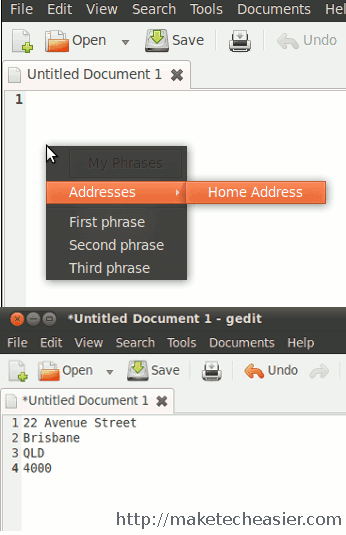 File Edit View Search Tools Documents Help
Open Save Undo
Untitled Document 1
1
My Phrases
Addresses Home Address
First phrase
Second phrase
Third phrase
*Untitled Document 1 - gedit
File Edit View Search Tools Documents Help
Open Save Undo
*Untitled Document 1
1 22 Avenue Street
2 Brisbane
3 QLD
4 4000
http://maketecheasier.com